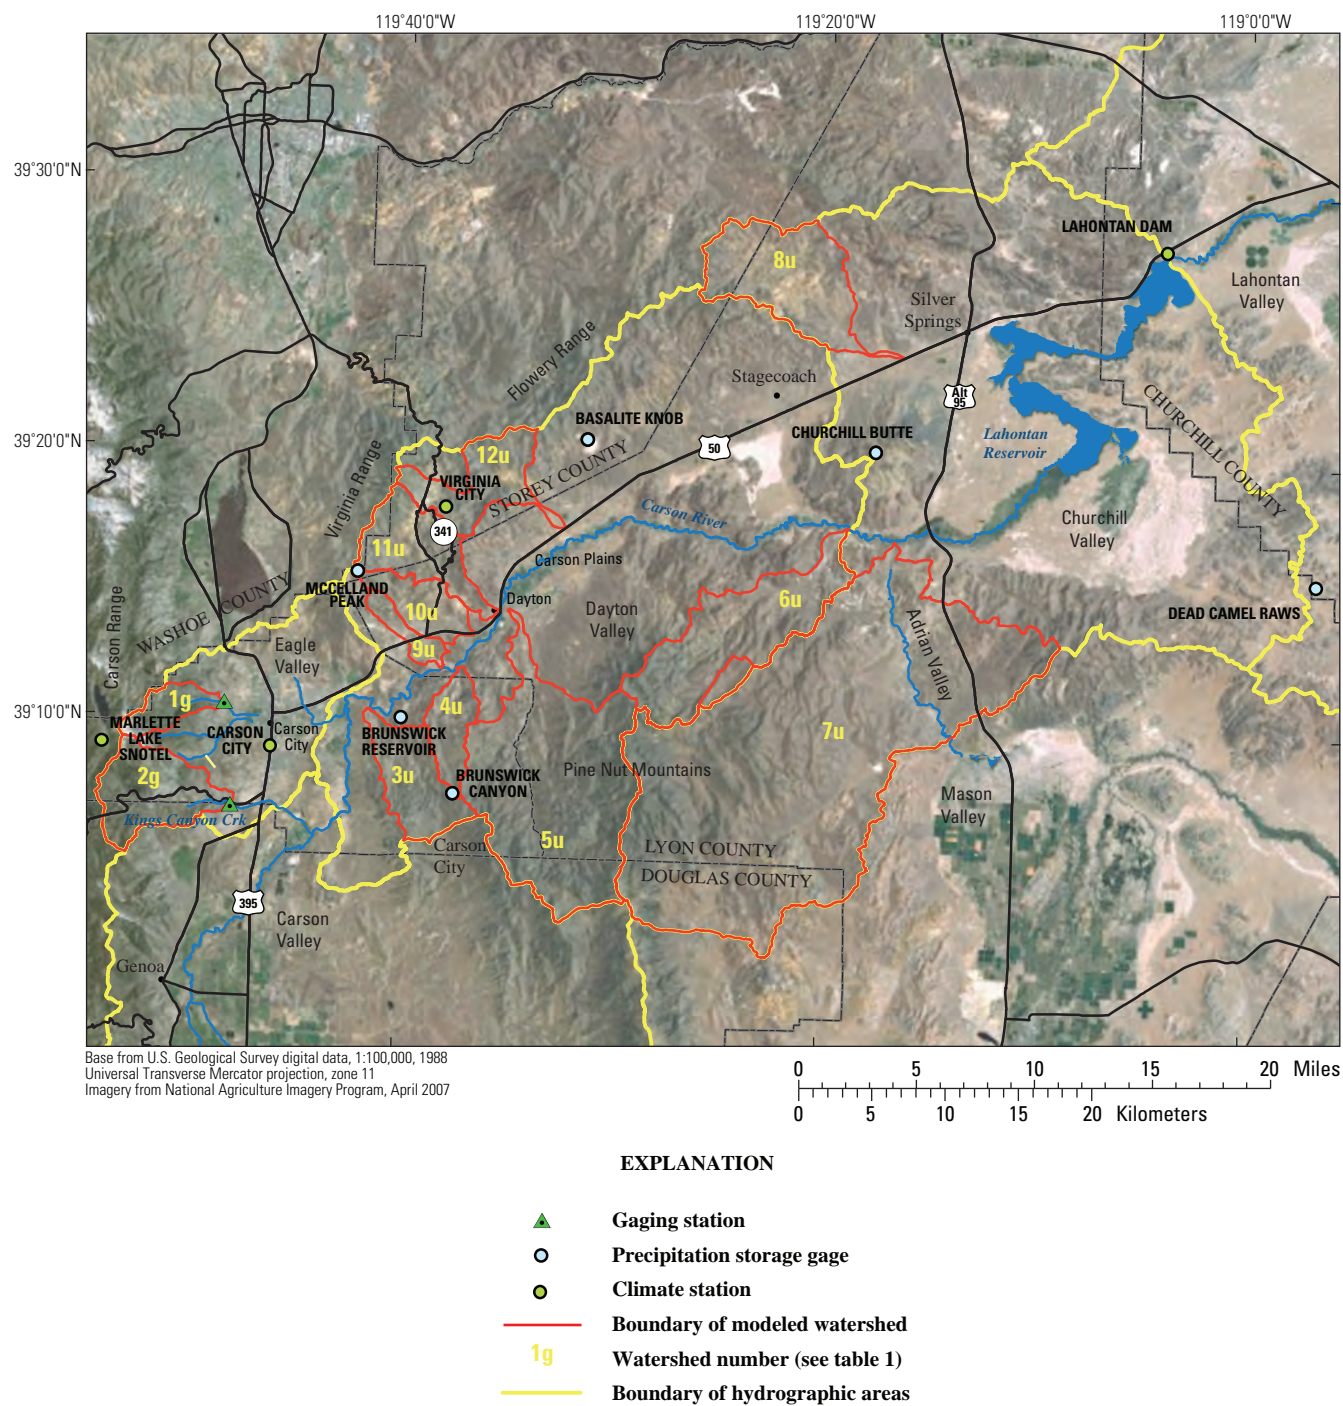 119°40'0"W
119°20'0"W
119°0'0"W
39°30'0"N
39°20'0"N
39°10'0"N
LAHONTAN DAM
8u
Lahontan
Valley
Silver
Springs
Flowery Range
Stagecoach
Alt
95
CHURCHILL COUNTY
BASALITE KNOB
CHURCHILL BUTTE
50
Lahontan
Reservoir
12u
VIRGINIA
CITY
STOREY COUNTY
Virginia Range
Carson River
341
Churchill
Valley
11u
Carson Plains
MCCELLAND
PEAK
WASHOE COUNTY
Carson Range
10u
Dayton
Dayton
Valley
6u
DEAD CAMEL RAWS
Adrian Valley
Eagle
Valley
9u
1g
4u
MARLETTE
LAKE
SNOTEL
CARSON
CITY
Carson
City
BRUNSWICK
RESERVOIR
7u
2g
3u
BRUNSWICK
CANYON
Pine Nut Mountains
Mason
Valley
Kings Canyon Crk
Carson
City
5u
LYON COUNTY
DOUGLAS COUNTY
395
Carson
Valley
Genoa
Base from U.S. Geological Survey digital data, 1:100,000, 1988
Universal Transverse Mercator projection, zone 11
Imagery from National Agriculture Imagery Program, April 2007
0 5 10 15 20 Miles
0 5 10 15 20 Kilometers
EXPLANATION
Gaging station
Precipitation storage gage
Climate station
Boundary of modeled watershed
1g Watershed number (see table 1)
Boundary of hydrographic areas